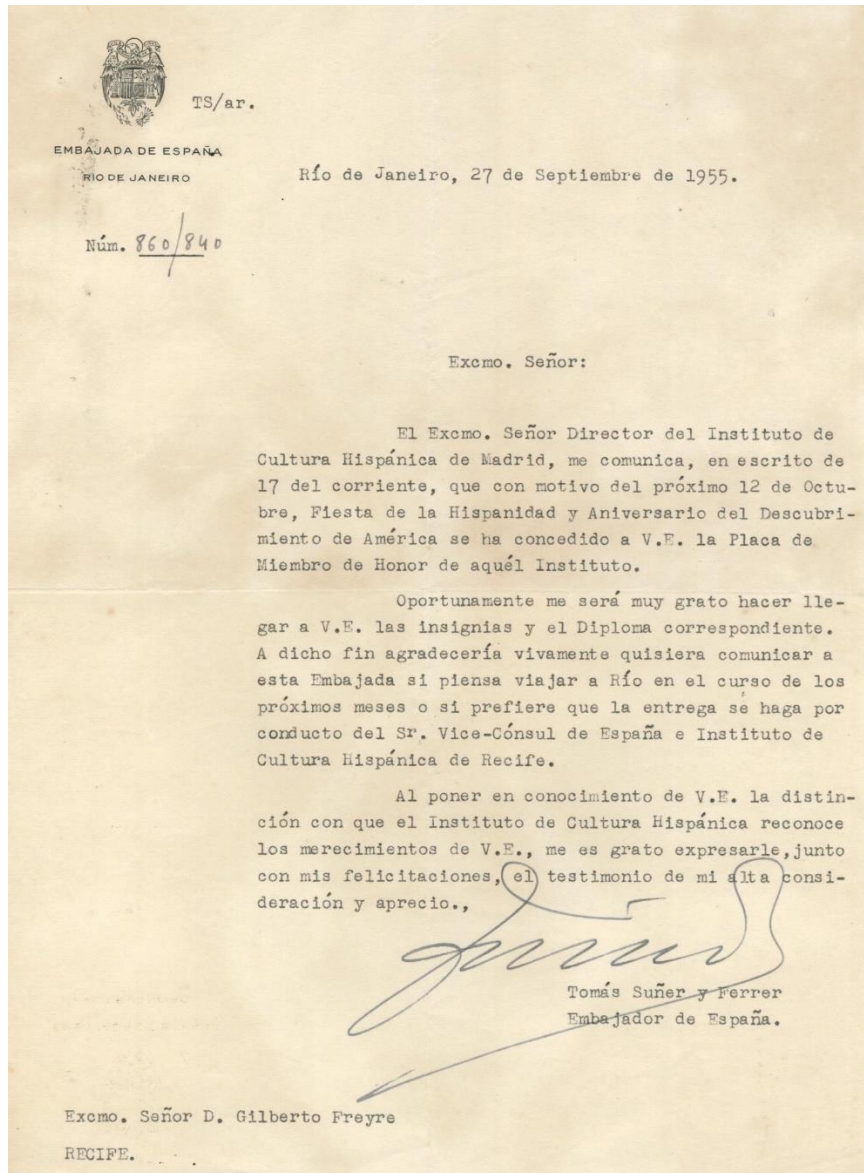 TS/ar.
EMBAJADA DE ESPAÑA
RIO DE JANEIRO
Río de Janeiro, 27 de Septiembre de 1955.
Núm. 860/840
Excmo. Señor:
El Excmo. Señor Director del Instituto de
Cultura Hispánica de Madrid, me comunica, en escrito de
17 del corriente, que con motivo del próximo 12 de Octu-
bre, Fiesta de la Hispanidad y Aniversario del Descubri-
miento de América se ha concedido a V.E. la Placa de
Miembro de Honor de aquél Instituto.
Oportunamente me será muy grato hacer lle-
gar a V.E. las insignias y el Diploma correspondiente.
A dicho fin agradecería vivamente quisiera comunicar a
esta Embajada si piensa viajar a Río en el curso de los
próximos meses o si prefiere que la entrega se haga por
conducto del Sr. Vice-Cónsul de España e Instituto de
Cultura Hispánica de Recife.
Al poner en conocimiento de V.E. la distin-
ción con que el Instituto de Cultura Hispánica reconoce
los merecimientos de V.E., me es grato expresarle,junto
con mis felicitaciones, el testimonio de mi alta consi-
deración y aprecio.,
Tomás Suñer y Ferrer
Embajador de España.
Excmo. Señor D. Gilberto Freyre
RECIFE.